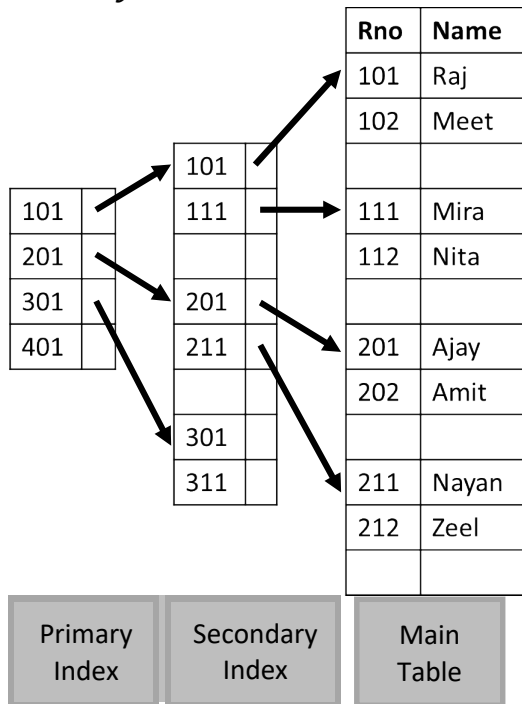 101
201
301
401
101
111
201
211
301
311
Rno Name
101 Raj
102 Meet
111 Mira
112 Nita
201 Ajay
202 Amit
211 Nayan
212 Zeel
Primary
Index
Secondary
Index
Main
Table